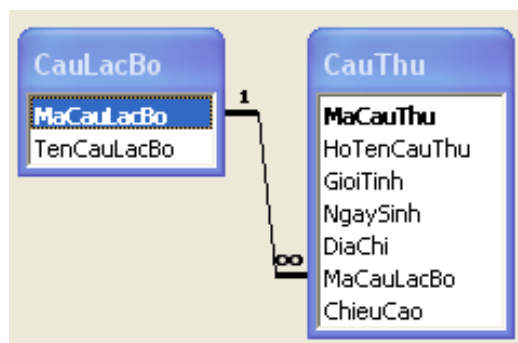 CauLacBo
MaCauLacBo
TenCauLacBo
1
∞
CauThu
MaCauThu
HoTenCauThu
GioiTinh
NgaySinh
DiaChi
MaCauLacBo
ChieuCao